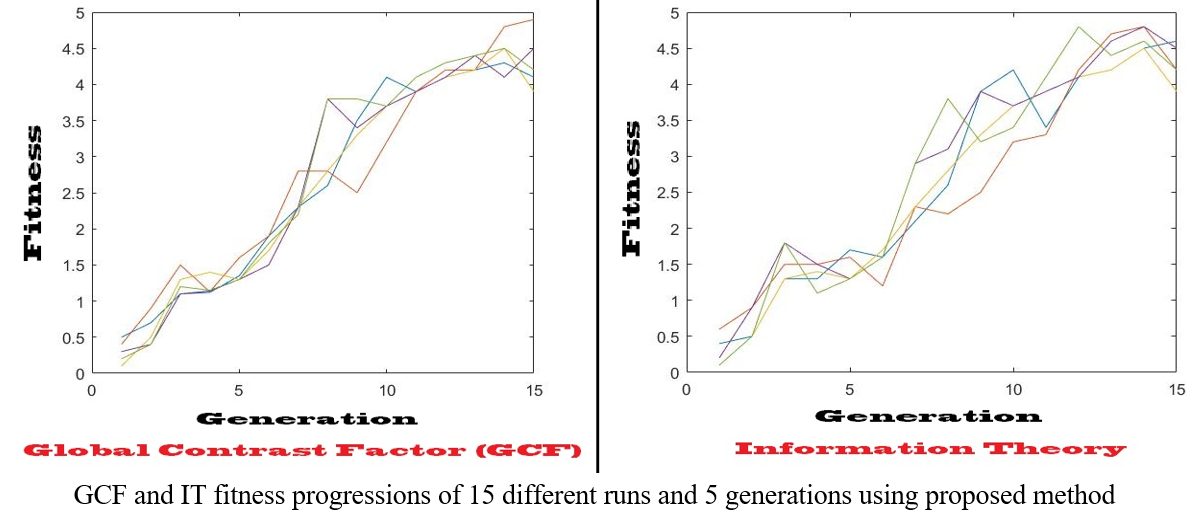 5
4.5
4
3.5
3
2.5
2
1.5
1
0.5
0
0 5 10 15
Fitness
Generation
Global Contrast Factor (GCF)
5
4.5
4
3.5
3
2.5
2
1.5
1
0.5
0
0 5 10 15
Fitness
Generation
Information Theory
GCF and IT fitness progressions of 15 different runs and 5 generations using proposed method